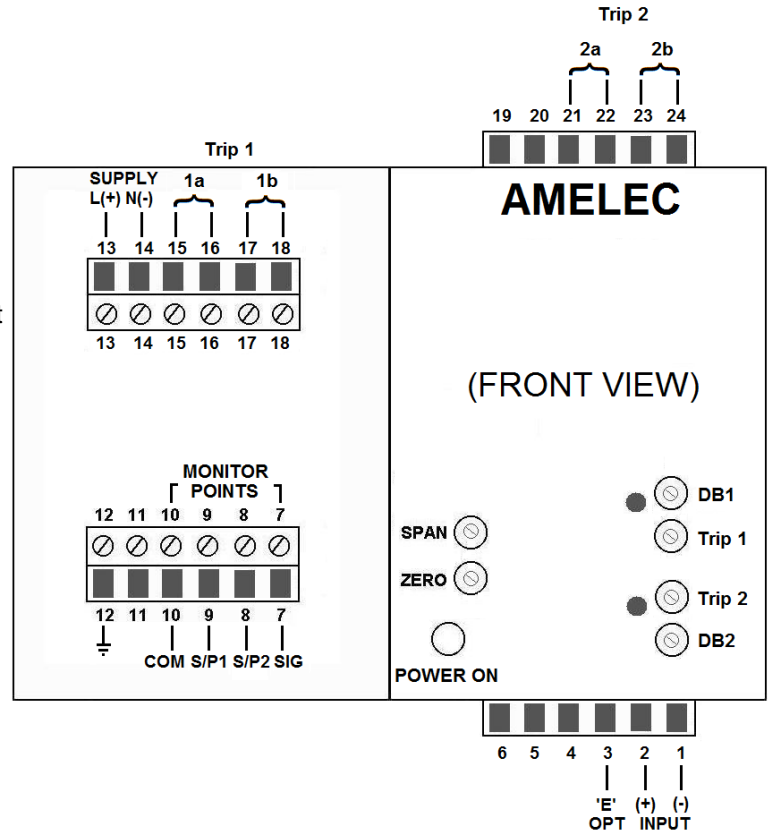 Trip 2
2a 2b
19 20 21 22 23 24
Trip 1
SUPPLY 1a 1b
L(+) N(-)
13 14 15 16 17 18
13 14 15 16 17 18
AMELEC
(FRONT VIEW)
MONITOR
POINTS
12 11 10 9 8 7
12 11 10 9 8 7
COM S/P1 S/P2 SIG
SPAN
ZERO
POWER ON
DB1
Trip 1
Trip 2
DB2
6 5 4 3 2 1
'E' (+) (-)
OPT INPUT